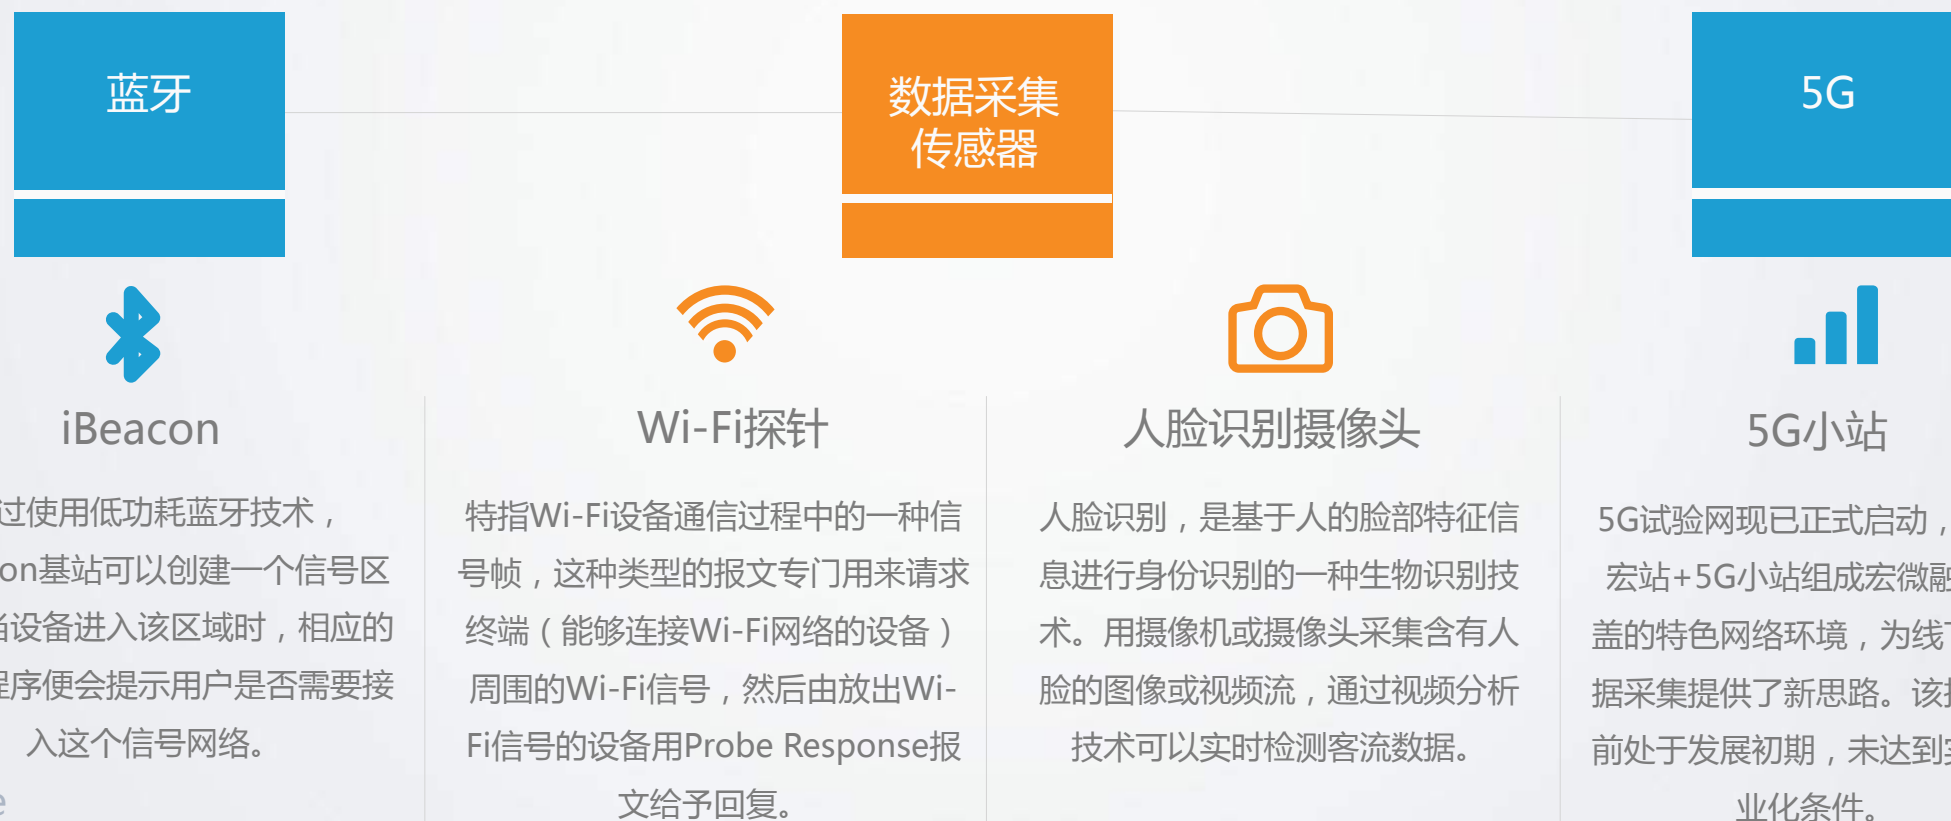 蓝牙
数据采集
传感器
5G
iBeacon
过使用低功耗蓝牙技术，
on基站可以创建一个信号区
当设备进入该区域时，相应的
程序便会提示用户是否需要接
入这个信号网络。
Wi-Fi探针
特指Wi-Fi设备通信过程中的一种信
号帧，这种类型的报文专门用来请求
终端（能够连接Wi-Fi网络的设备）
周围的Wi-Fi信号，然后由放出Wi-
Fi信号的设备用Probe Response报
文给予回复。
人脸识别摄像头
人脸识别，是基于人的脸部特征信
息进行身份识别的一种生物识别技
术。用摄像机或摄像头采集含有人
脸的图像或视频流，通过视频分析
技术可以实时检测客流数据。
5G小站
5G试验网现已正式启动，
宏站+5G小站组成宏微融
盖的特色网络环境，为线下
据采集提供了新思路。该技
前处于发展初期，未达到实
业化条件。